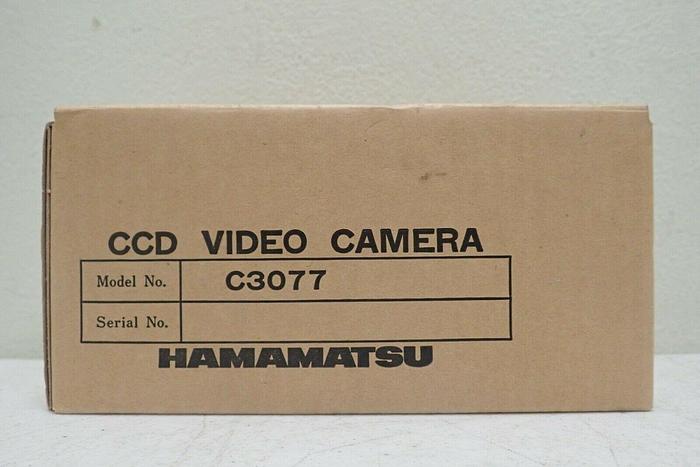 CCD VIDEO CAMERA
Model No. C3077
Serial No.
HAMAMATSU